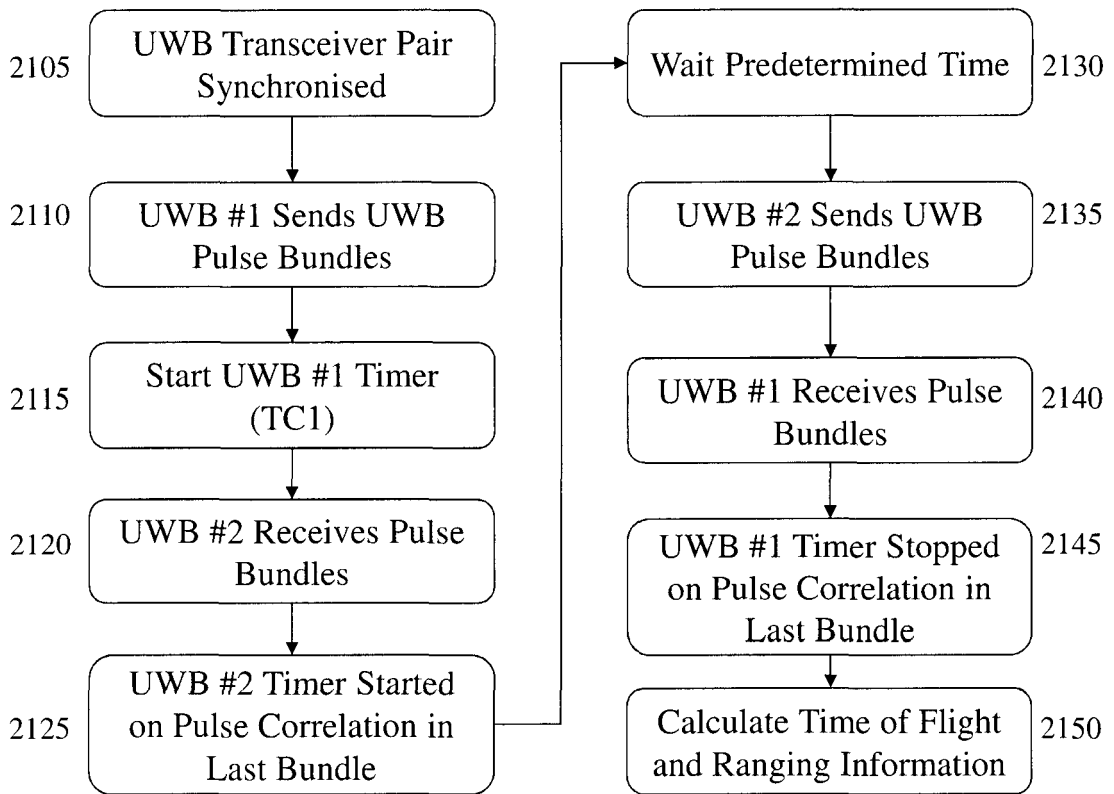 2105
UWB Transceiver Pair
Synchronised
2110
UWB #1 Sends UWB
Pulse Bundles
2115
Start UWB #1 Timer
(TC1)
2120
UWB #2 Receives Pulse
Bundles
2125
UWB #2 Timer Started
on Pulse Correlation in
Last Bundle
Wait Predetermined Time
2130
UWB #2 Sends UWB
Pulse Bundles
2135
UWB #1 Receives Pulse
Bundles
2140
UWB #1 Timer Stopped
on Pulse Correlation in
Last Bundle
2145
Calculate Time of Flight
and Ranging Information
2150